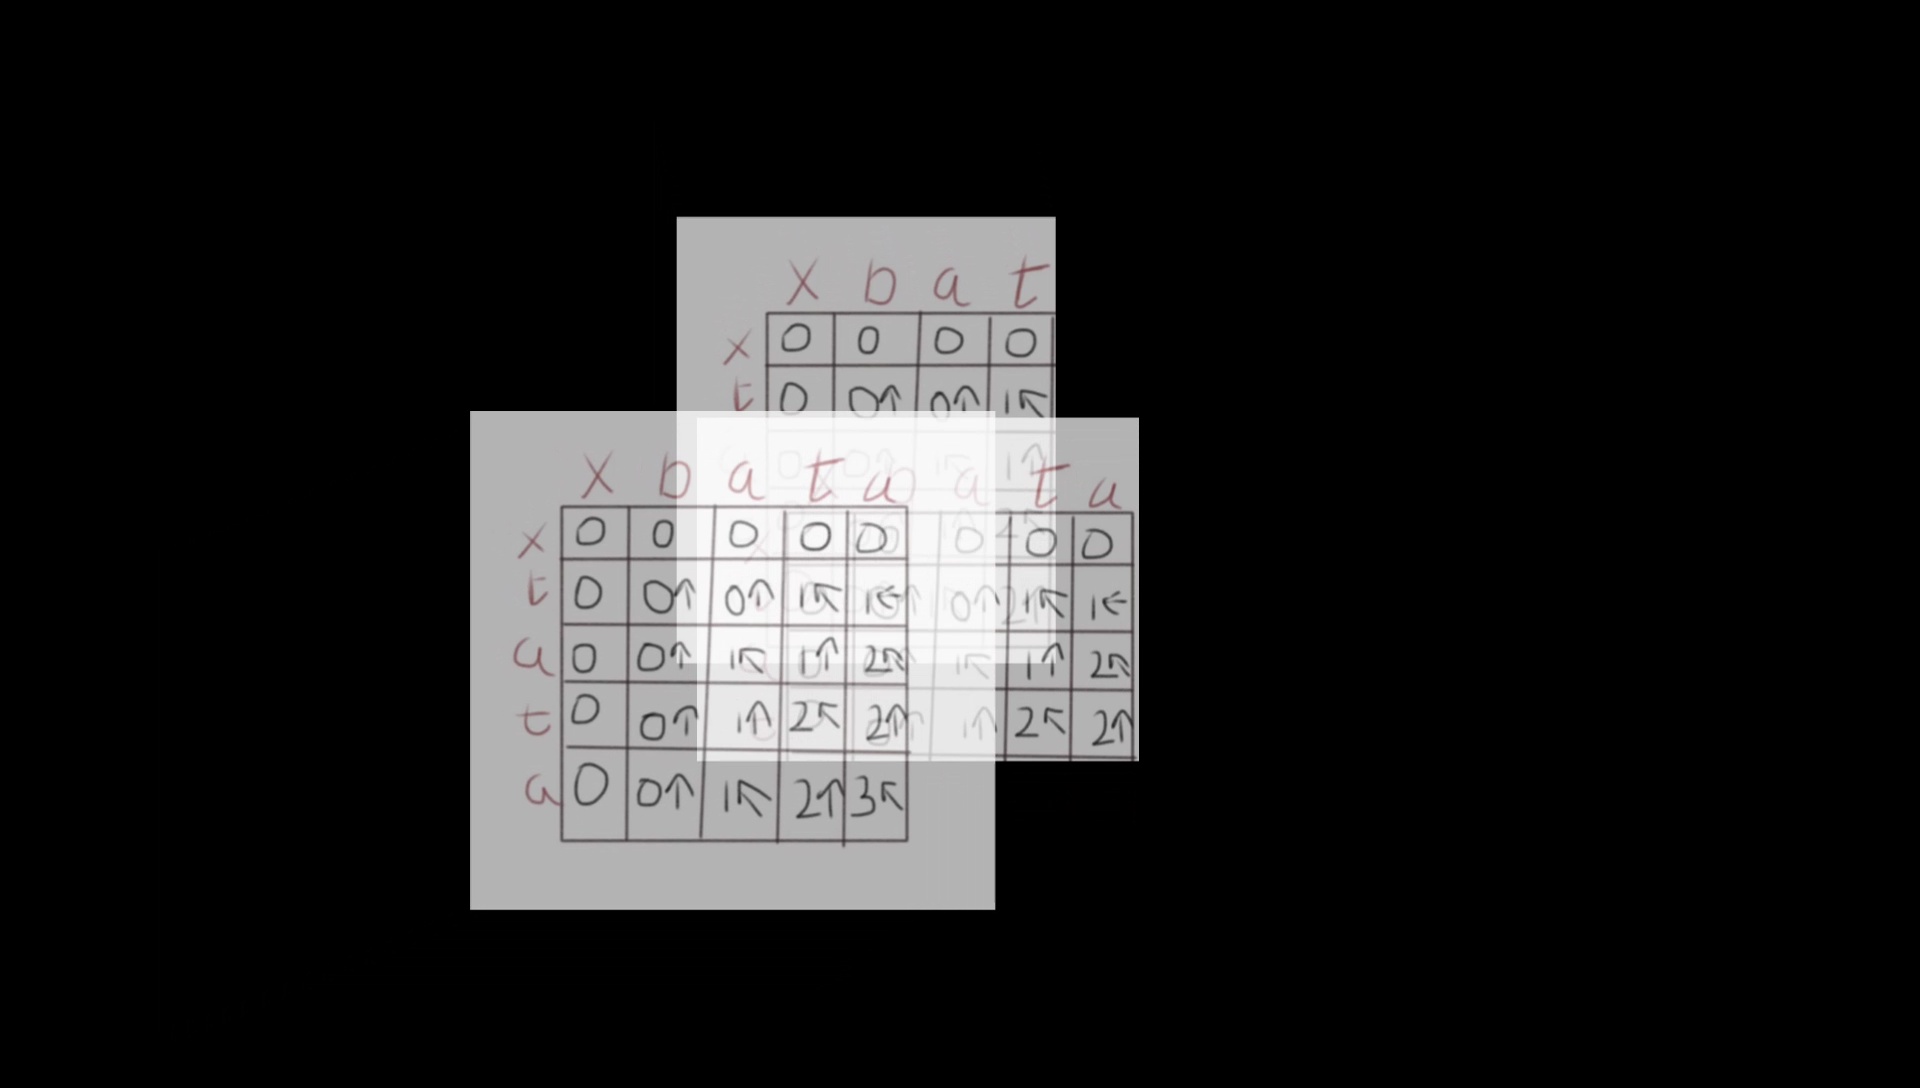 x b a t
x 0 0 0 0
t 0 0↑ 0↑ 1↖
x b a t a
x 0 0 0 0 0
t 0 0↑ 0↑ 1↖ 1←
a 0 0↑ 1↖ 1↑ 2↖
t 0 0↑ 1↑ 2↖ 2↑
a 0 0↑ 1↖ 2↑ 3↖
a t a
0 0 0
0↑ 1↖ 1←
1↖ 1↑ 2↖
1↑ 2↖ 2↑